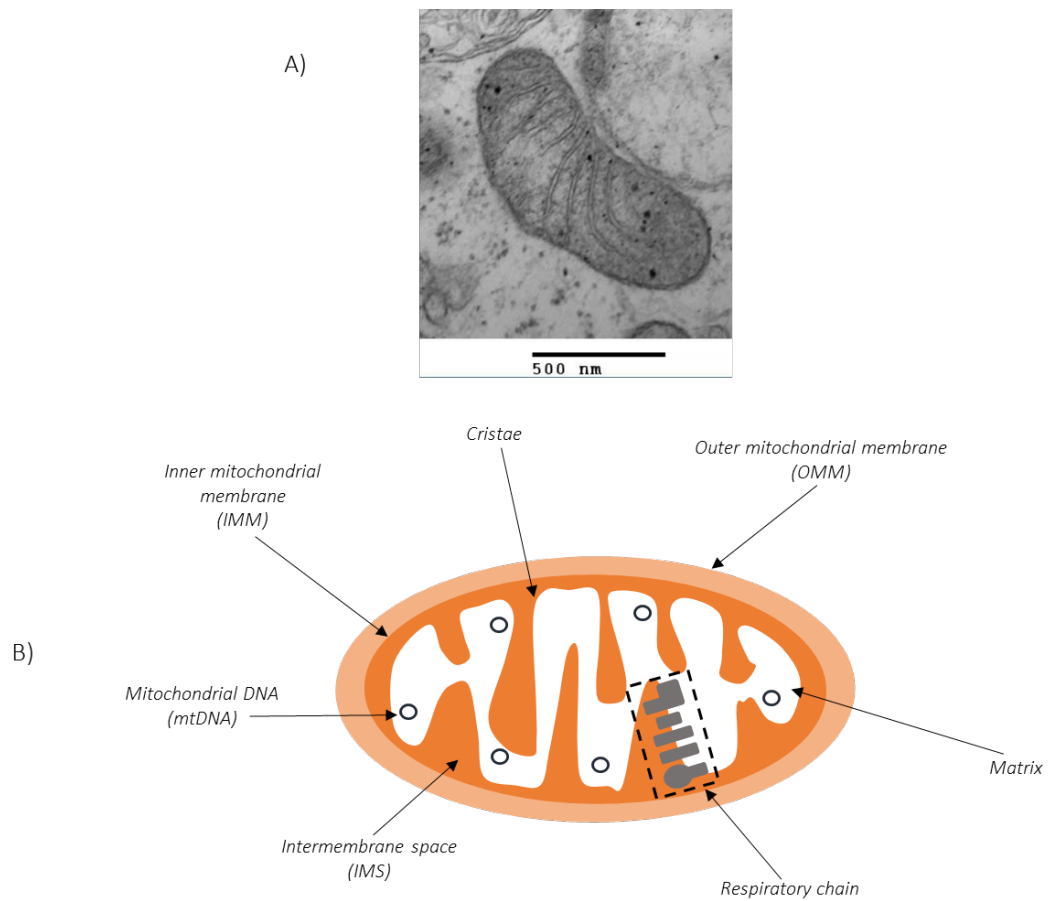 A)
500 nm
Cristae
Outer mitochondrial membrane
(OMM)
Inner mitochondrial
membrane
(IMM)
B)
Mitochondrial DNA
(mtDNA)
Matrix
Intermembrane space
(IMS)
Respiratory chain